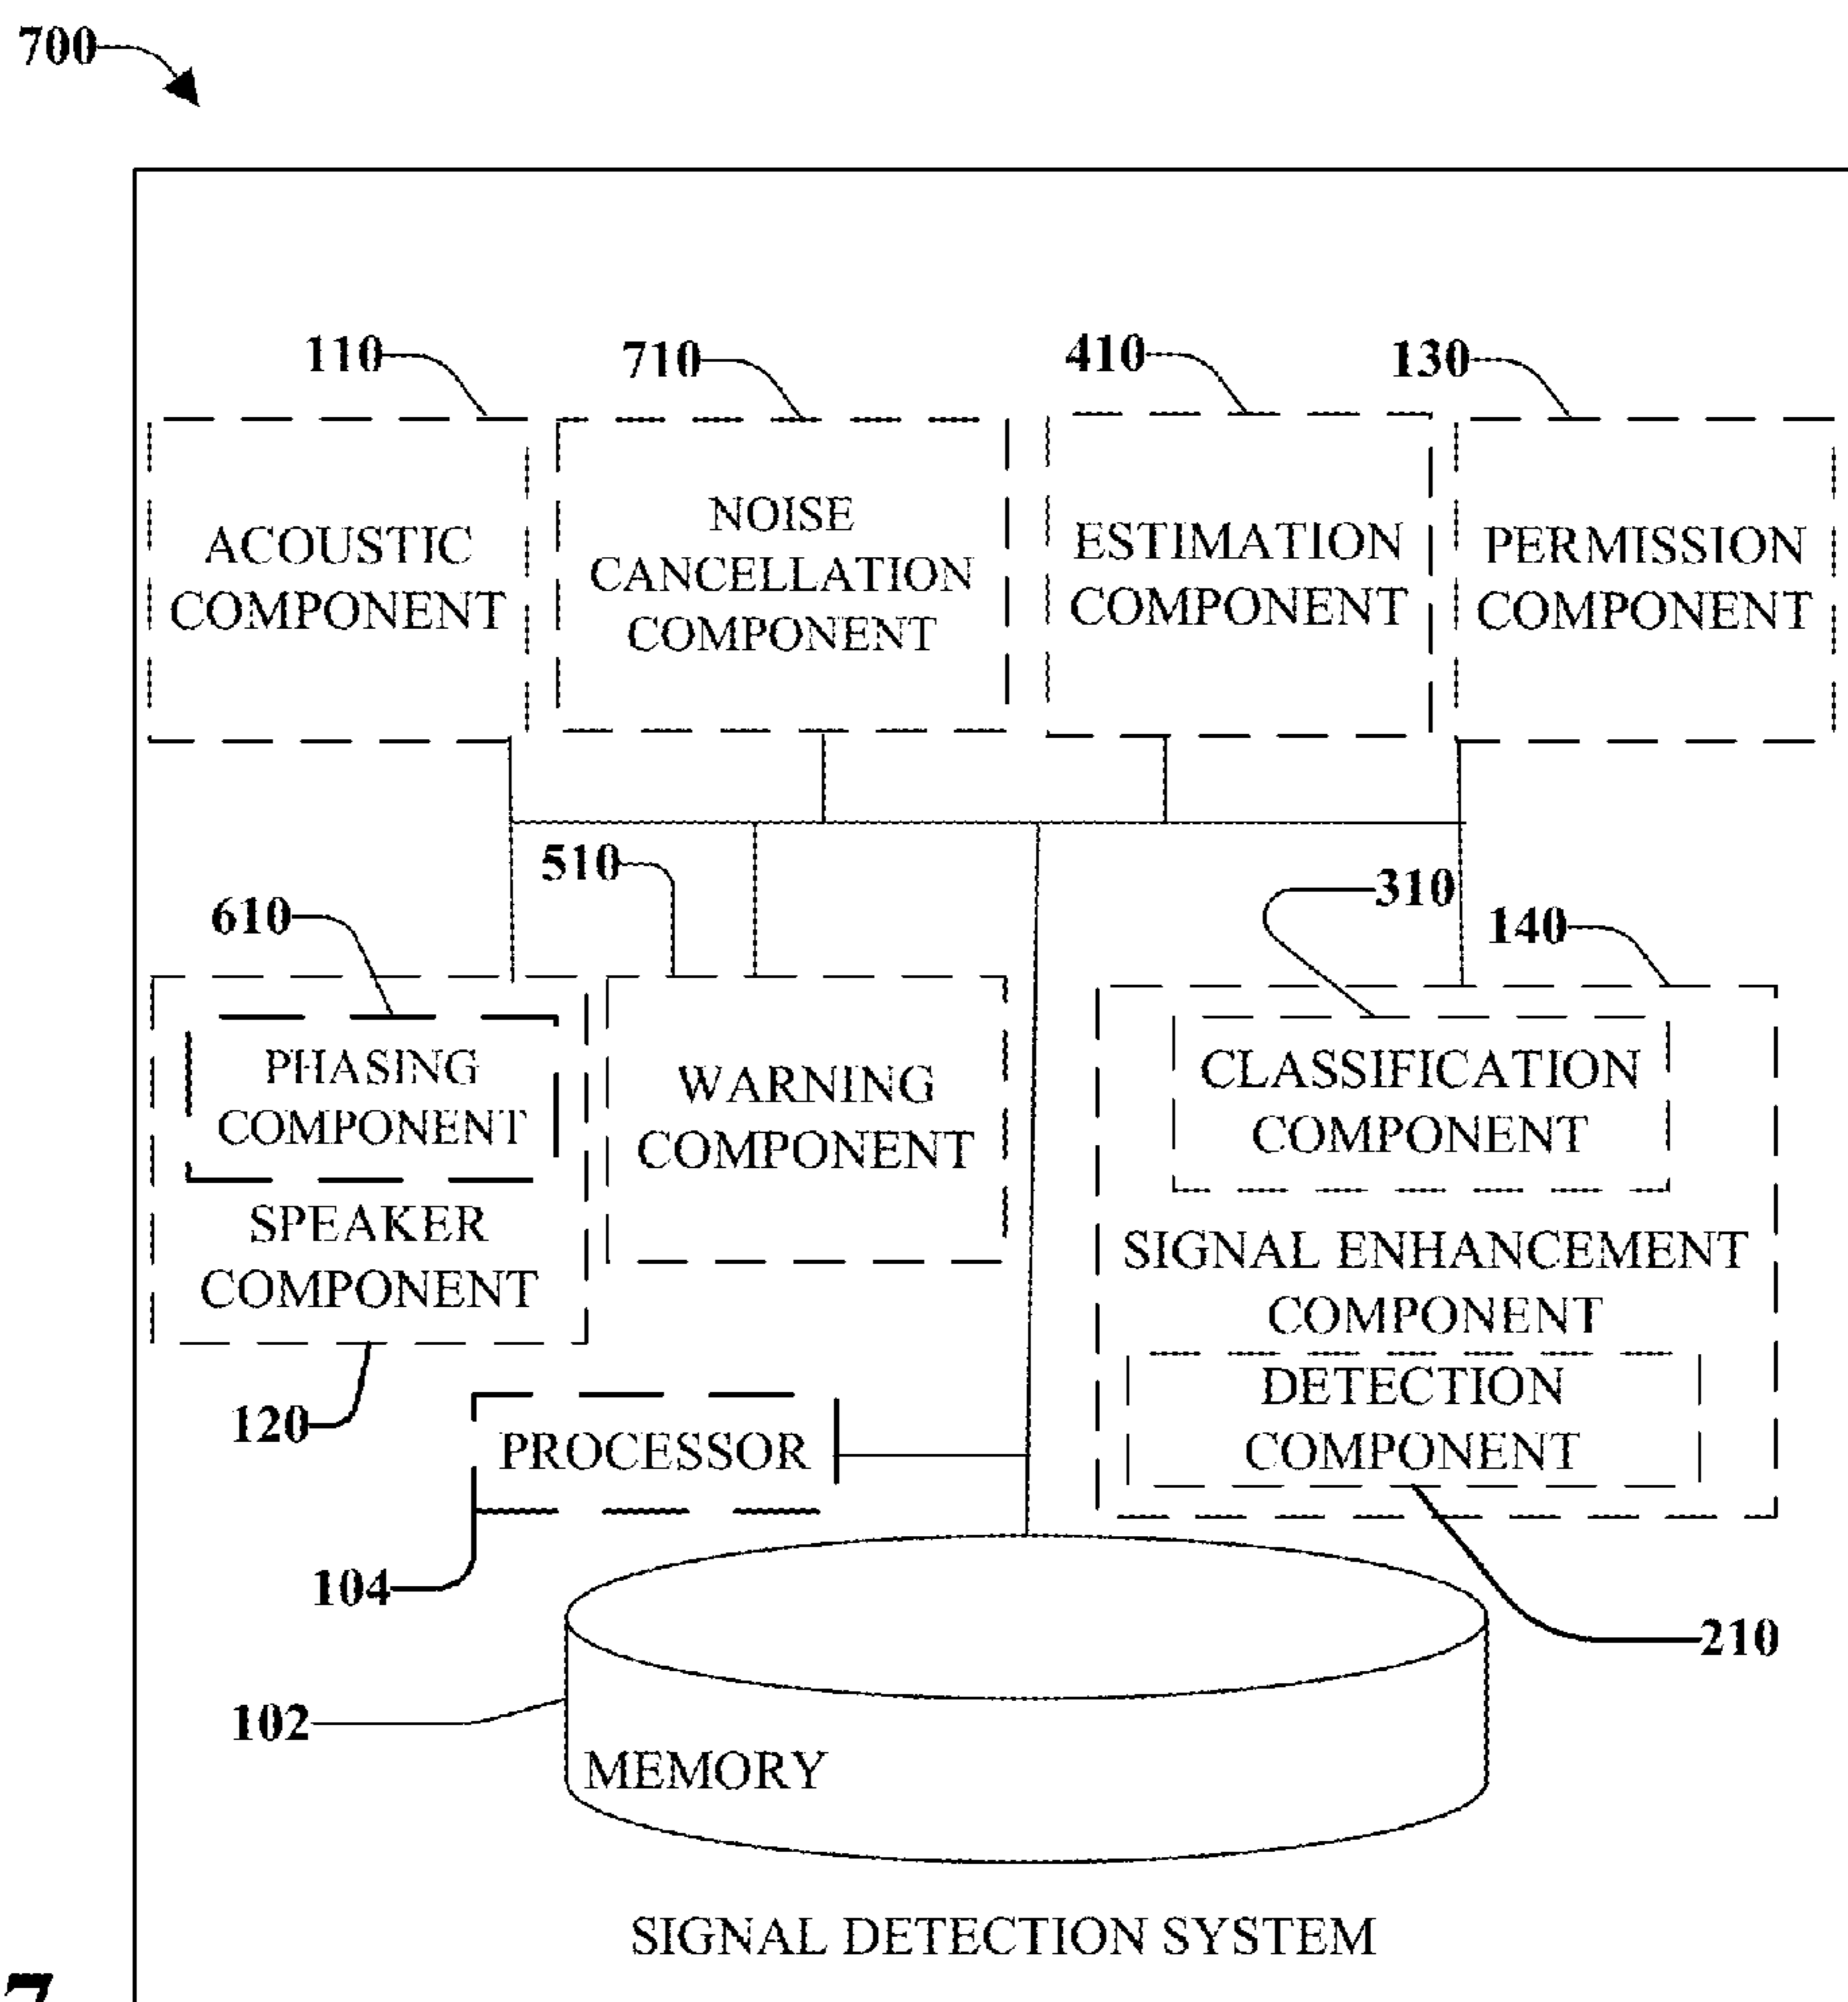 700
110
710
410
130
ACOUSTIC
COMPONENT
NOISE
CANCELLATION
COMPONENT
ESTIMATION
COMPONENT
PERMISSION
COMPONENT
510
310
610
140
PHASING
COMPONENT
SPEAKER
COMPONENT
WARNING
COMPONENT
CLASSIFICATION
COMPONENT
SIGNAL ENHANCEMENT
COMPONENT
DETECTION
COMPONENT
120
PROCESSOR
104
210
102
MEMORY
SIGNAL DETECTION SYSTEM
7